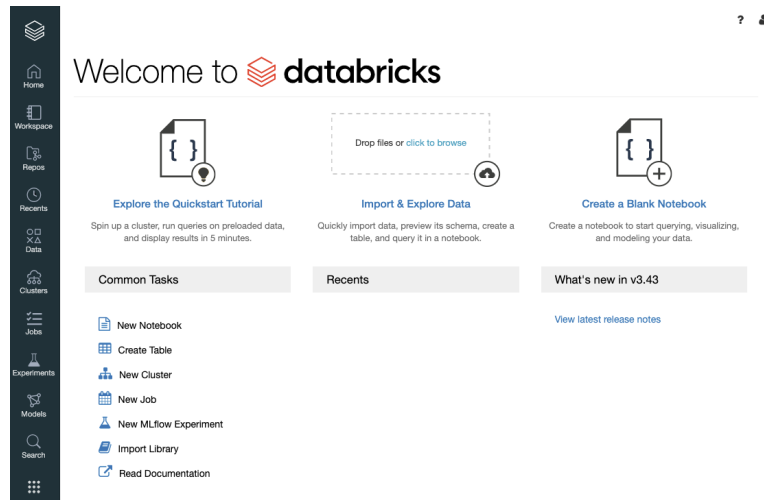 ?
Home
Workspace
Repos
Recents
Data
Clusters
Jobs
Experiments
Models
Search
Welcome to databricks
{ }
Explore the Quickstart Tutorial
Spin up a cluster, run queries on preloaded data,
and display results in 5 minutes.
Drop files or click to browse
Import & Explore Data
Quickly import data, preview its schema, create a
table, and query it in a notebook.
{ }
Create a Blank Notebook
Create a notebook to start querying, visualizing,
and modeling your data.
Common Tasks
New Notebook
Create Table
New Cluster
New Job
New MLflow Experiment
Import Library
Read Documentation
Recents
What's new in v3.43
View latest release notes